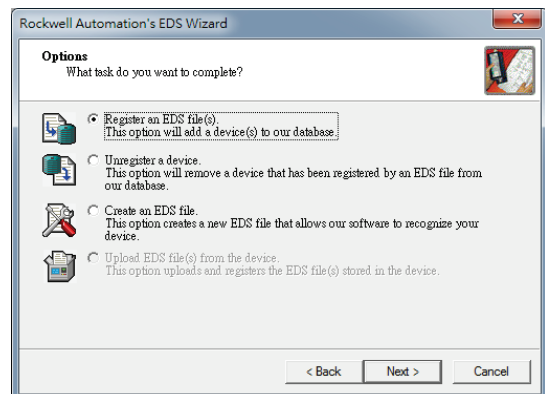 Rockwell Automation's EDS Wizard
Options
What task do you want to complete?
Register an EDS file(s).
This option will add a device(s) to our database.
Unregister a device.
This option will remove a device that has been registered by an EDS file from
our database.
Create an EDS file.
This option creates a new EDS file that allows our software to recognize your
device.
Upload EDS file(s) from the device.
This option uploads and registers the EDS file(s) stored in the device.
< Back
Next >
Cancel